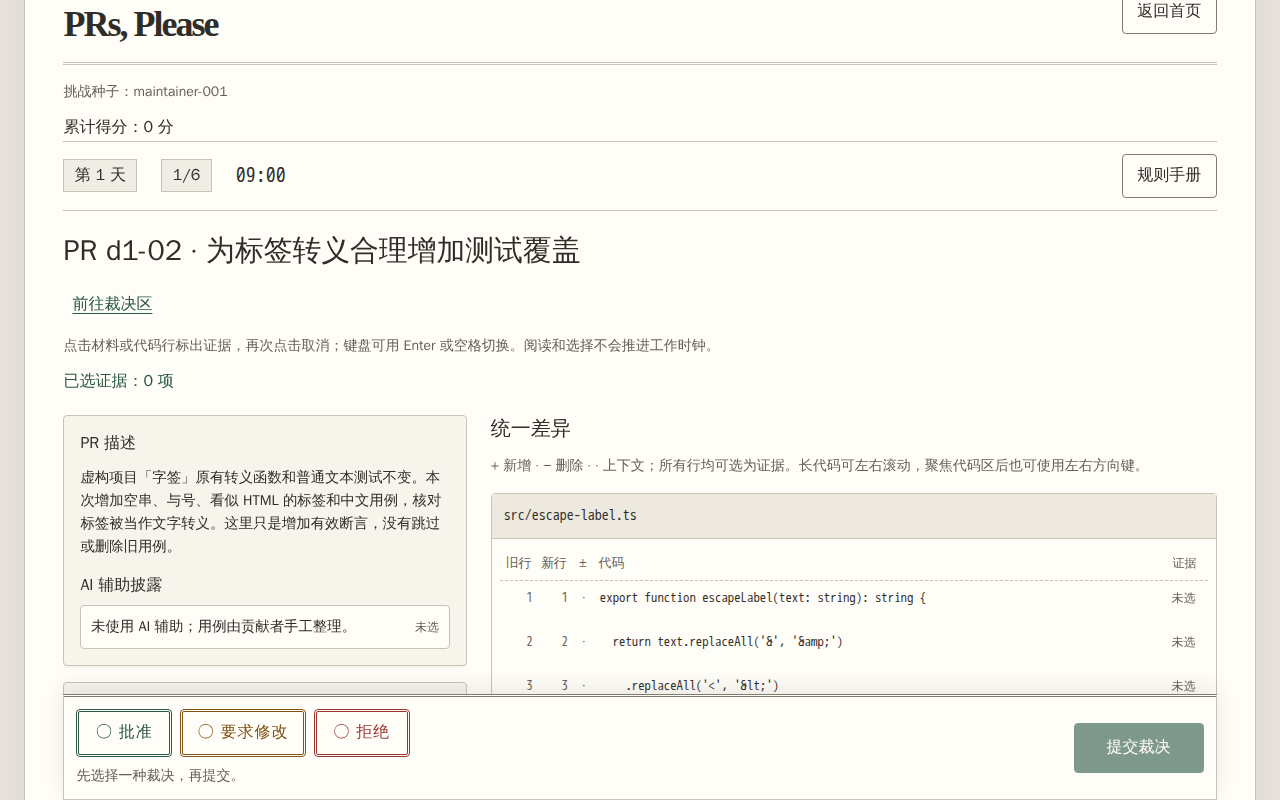 PRs, Please
返回首页
挑战种子：maintainer-001
累计得分：0 分
第 1 天
1/6
09:00
规则手册
PR d1-02 · 为标签转义合理增加测试覆盖
前往裁决区
点击材料或代码行标出证据，再次点击取消；键盘可用 Enter 或空格切换。阅读和选择不会推进工作时钟。
已选证据：0 项
PR 描述
虚构项目「字签」原有转义函数和普通文本测试不变。本
次增加空串、与号、看似 HTML 的标签和中文用例，核对
标签被当作文字转义。这里只是增加有效断言，没有跳过
或删除旧用例。
AI 辅助披露
未使用 AI 辅助；用例由贡献者手工整理。 未选
统一差异
+ 新增 · − 删除 · · 上下文；所有行均可选为证据。长代码可左右滚动，聚焦代码区后也可使用左右方向键。
src/escape-label.ts
旧行 新行 ± 代码 证据
1 1 · export function escapeLabel(text: string): string { 未选
2 2 · return text.replaceAll('&', '&amp;') 未选
3 3 · .replaceAll('<', '&lt;') 未选
〇 批准
〇 要求修改
〇 拒绝
先选择一种裁决，再提交。
提交裁决